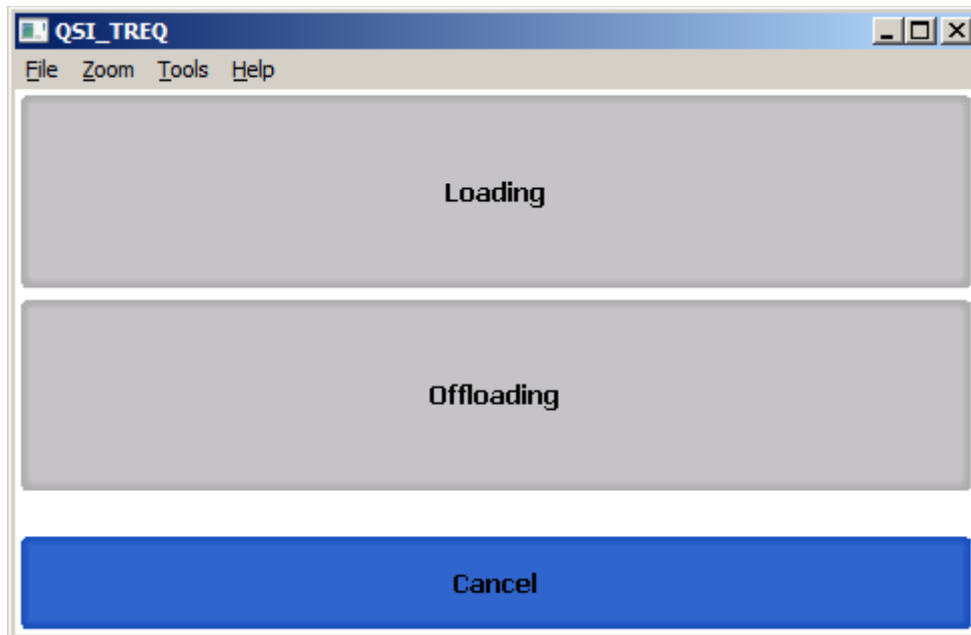 QSI_TREQ
File Zoom Tools Help
Loading
Offloading
Cancel